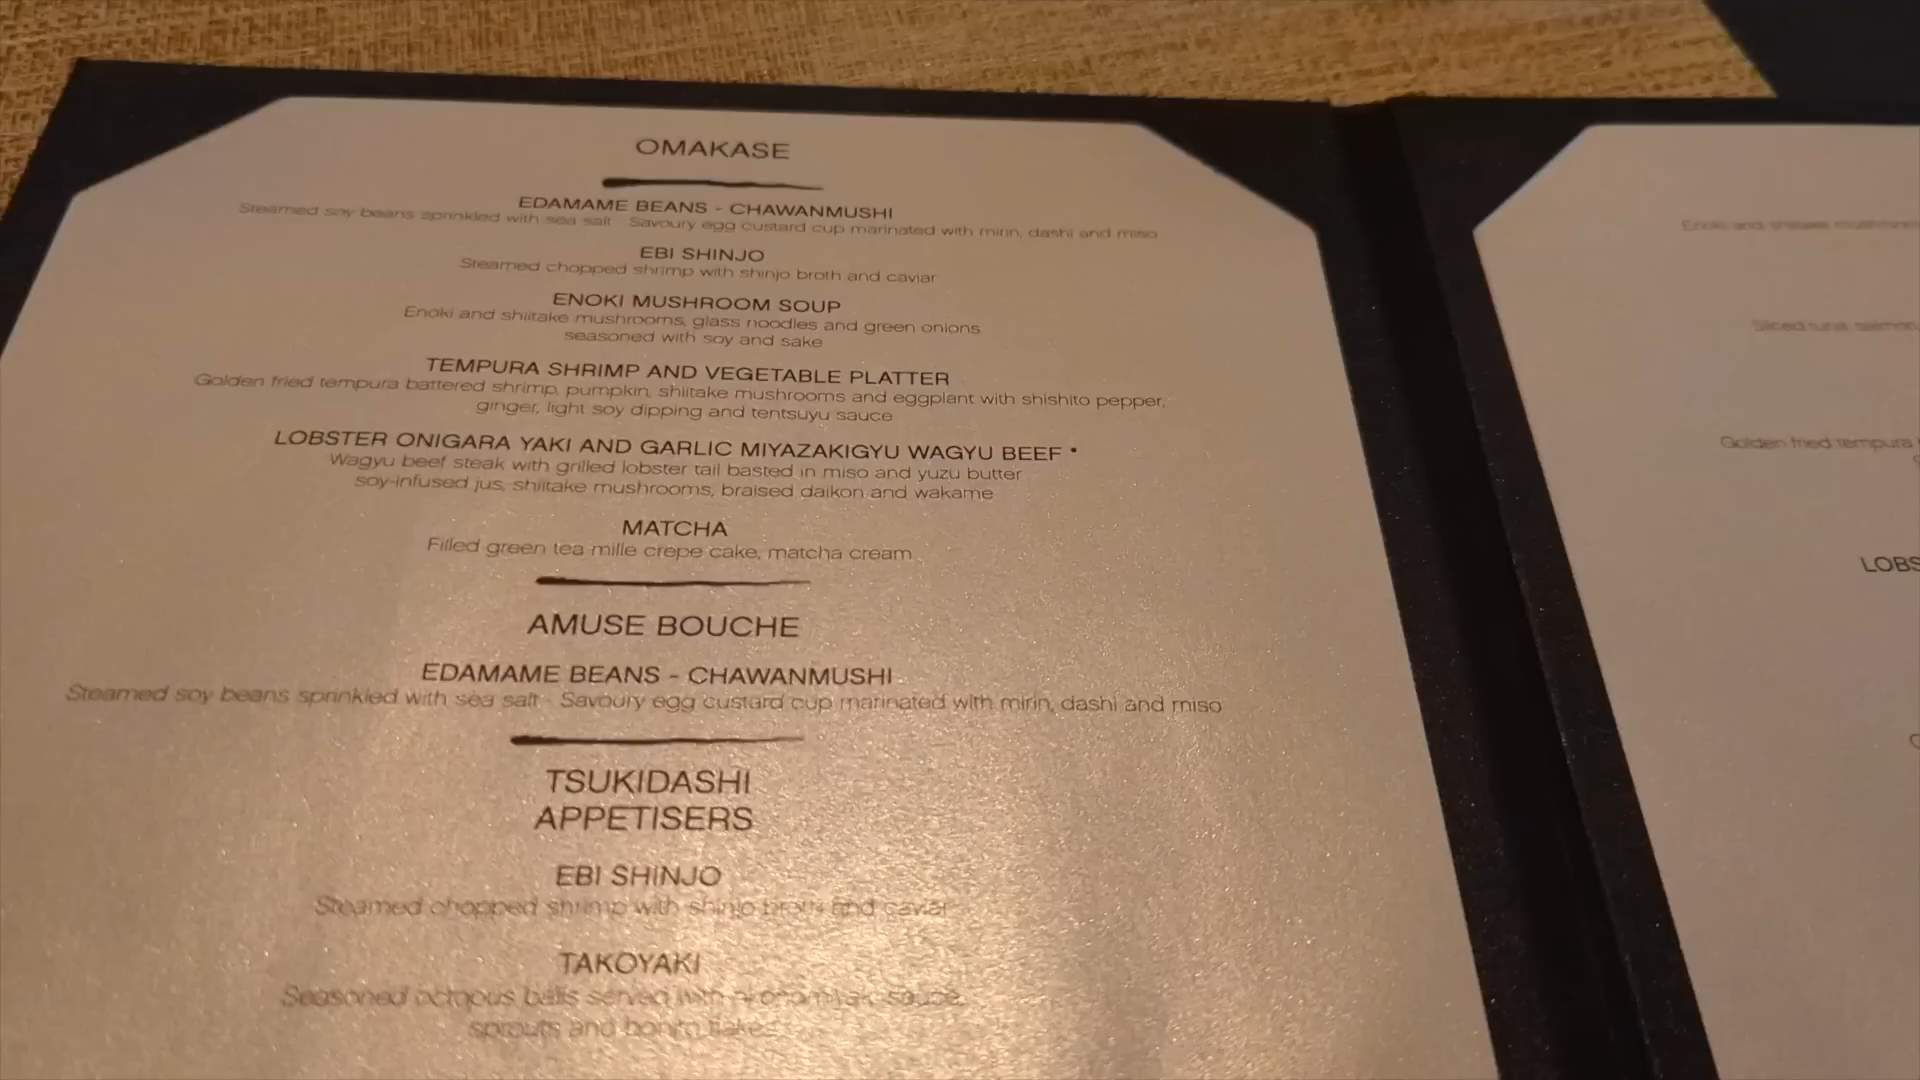 OMAKASE
EDAMAME BEANS - CHAWANMUSHI
Steamed soy beans sprinkled with sea salt - Savoury egg custard cup marinated with mirin, dashi and miso
EBI SHINJO
Steamed chopped shrimp with shinjo broth and caviar
ENOKI MUSHROOM SOUP
Enoki and shiitake mushrooms, glass noodles and green onions
seasoned with soy and sake
TEMPURA SHRIMP AND VEGETABLE PLATTER
Golden fried tempura battered shrimp, pumpkin, shiitake mushrooms and eggplant with shishito pepper,
ginger, light soy dipping and tentsuyu sauce
LOBSTER ONIGARA YAKI AND GARLIC MIYAZAKIGYU WAGYU BEEF *
Wagyu beef steak with grilled lobster tail basted in miso and yuzu butter
soy-infused jus, shiitake mushrooms, braised daikon and wakame
MATCHA
Filled green tea mille crepe cake, matcha cream
AMUSE BOUCHE
EDAMAME BEANS - CHAWANMUSHI
Steamed soy beans sprinkled with sea salt - Savoury egg custard cup marinated with mirin, dashi and miso
TSUKIDASHI
APPETISERS
EBI SHINJO
Steamed chopped shrimp with shinjo broth and caviar
TAKOYAKI
Seasoned octopus balls served with sauce,
sprouts and bonito flakes
Enoki and shiitake mushrooms
Sliced tuna, salmon,
Golden fried tempura
LOBS